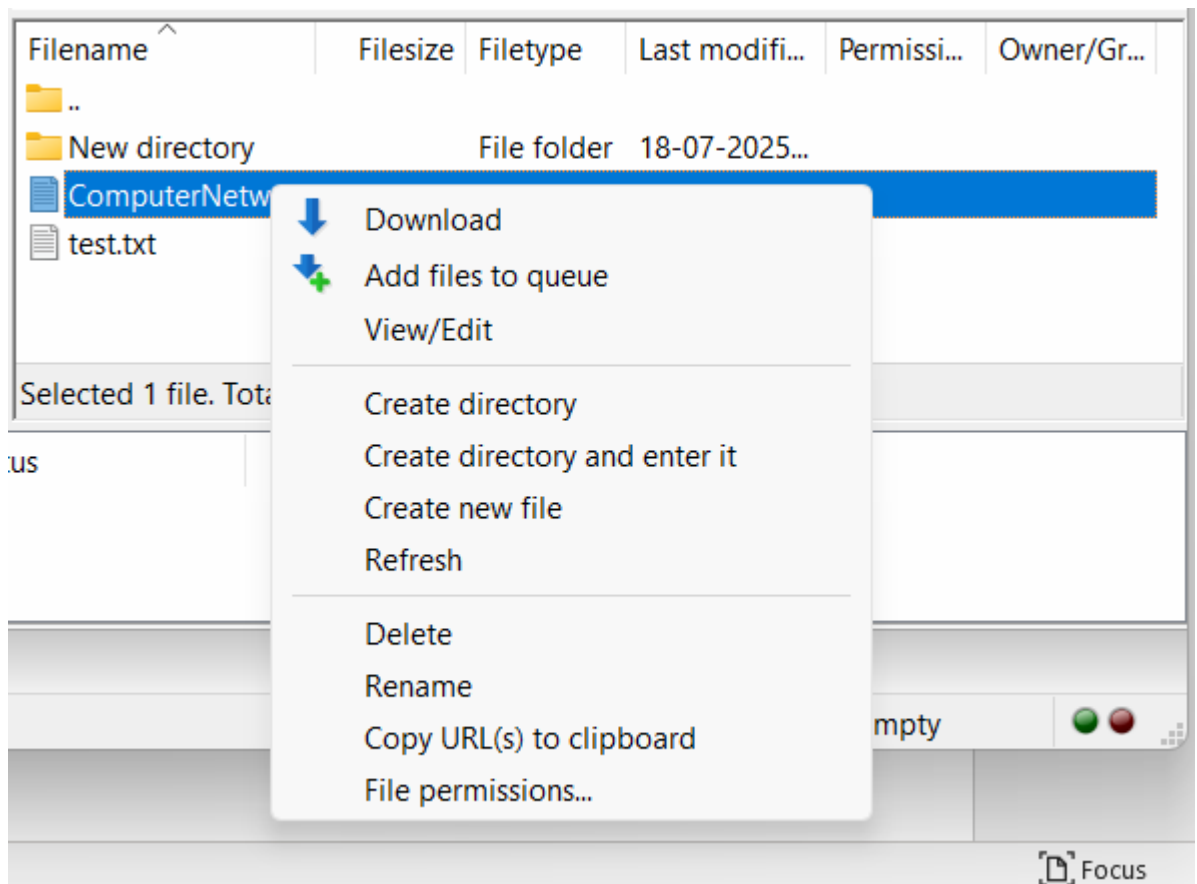 Filename Filesize Filetype Last modifi... Permissi... Owner/Gr...
..
New directory File folder 18-07-2025...
ComputerNetw
test.txt
Download
Add files to queue
View/Edit
Selected 1 file. Tota
Create directory
tus
Create directory and enter it
Create new file
Refresh
Delete
Rename
mpty
Copy URL(s) to clipboard
File permissions...
Focus